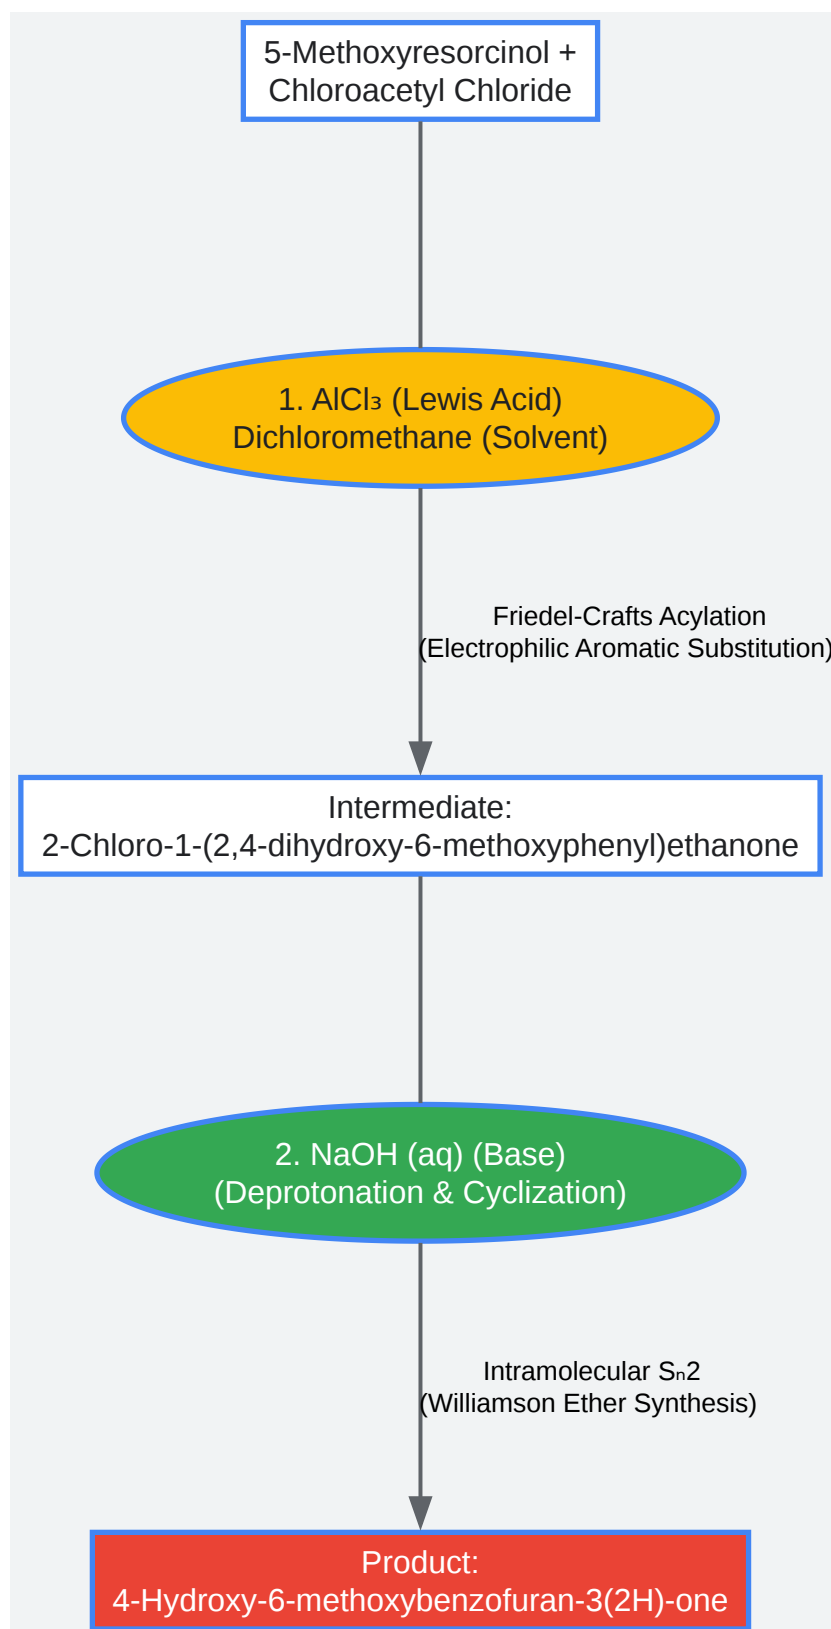 5-Methoxyresorcinol +
Chloroacetyl Chloride
1. AlCl₃ (Lewis Acid)
Dichloromethane (Solvent)
Friedel-Crafts Acylation
(Electrophilic Aromatic Substitution)
Intermediate:
2-Chloro-1-(2,4-dihydroxy-6-methoxyphenyl)ethanone
2. NaOH (aq) (Base)
(Deprotonation & Cyclization)
Intramolecular Sₙ2
(Williamson Ether Synthesis)
Product:
4-Hydroxy-6-methoxybenzofuran-3(2H)-one